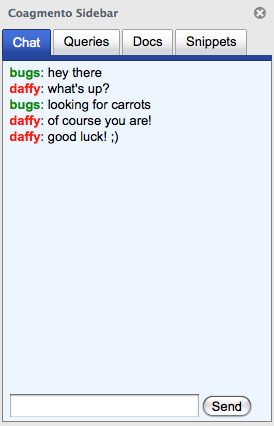 Coagmento Sidebar
Chat Queries Docs Snippets
bugs: hey there
daffy: what's up?
bugs: looking for carrots
daffy: of course you are!
daffy: good luck! ;)
Send